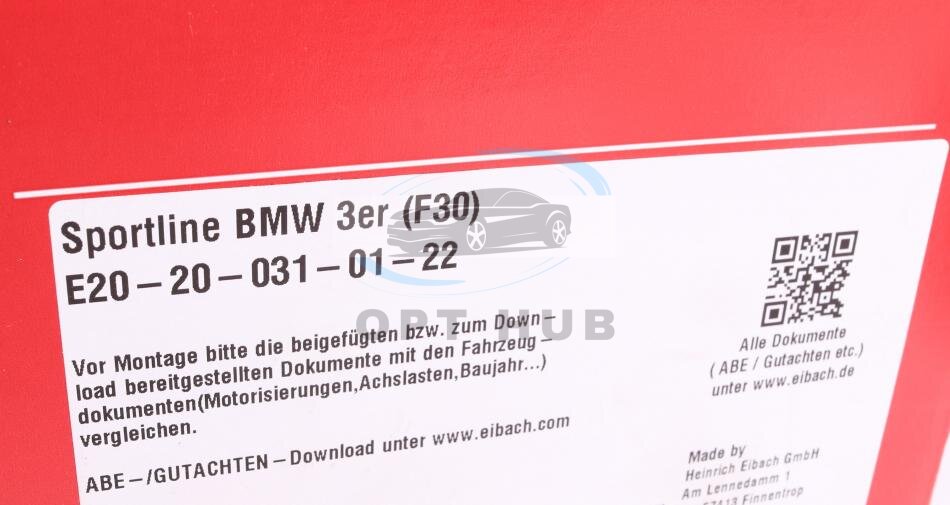 Sportline BMW 3er (F30)
E20-20-031-01-22
OPT HUB
Vor Montage bitte die beigefügten bzw. zum Down-
load bereitgestellten Dokumente mit den Fahrzeug-
dokumenten(Motorisierungen,Achslasten,Baujahr...)
vergleichen.
ABE-/GUTACHTEN-Download unter www.eibach.com
Alle Dokumente
(ABE / Gutachten etc.)
unter www.eibach.de
Made by
Heinrich Eibach GmbH
Am Lennedamm 1
57413 Finnentrop